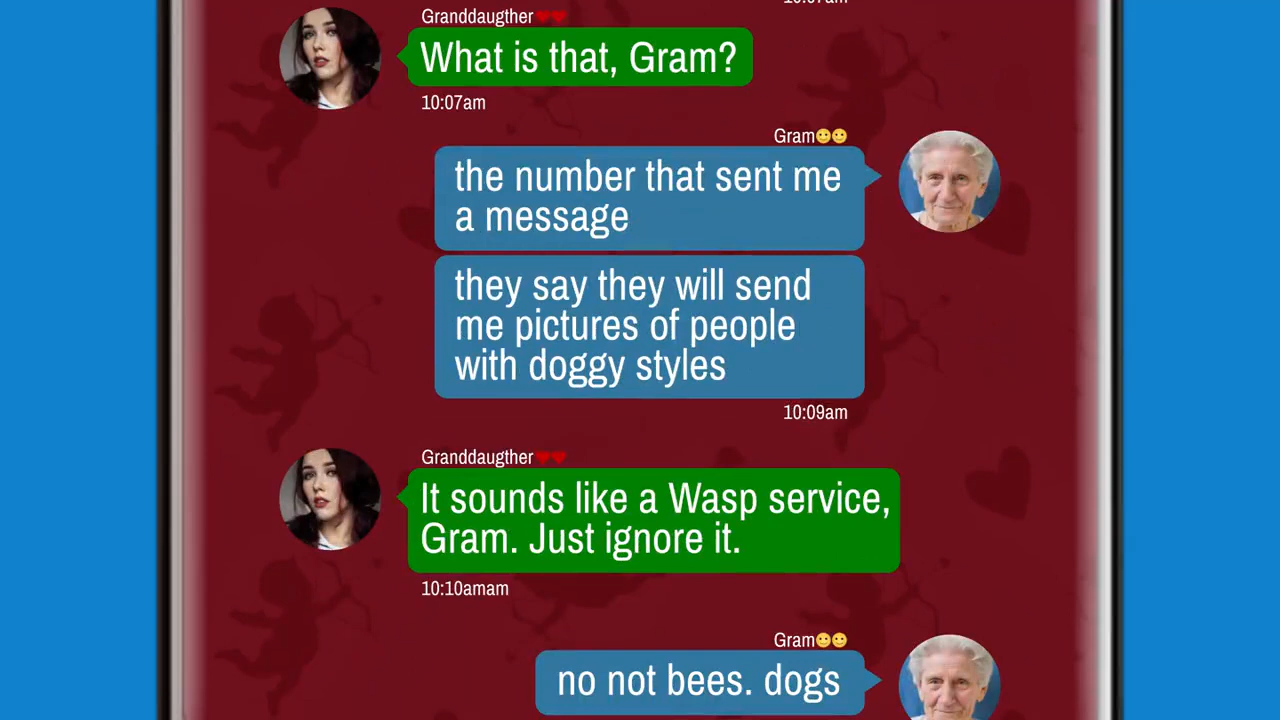 10:07am
Granddaugther❤❤
What is that, Gram?
10:07am
Gram🙂🙂
the number that sent me
a message
they say they will send
me pictures of people
with doggy styles
10:09am
Granddaugther❤❤
It sounds like a Wasp service,
Gram. Just ignore it.
10:10amam
Gram🙂🙂
no not bees. dogs